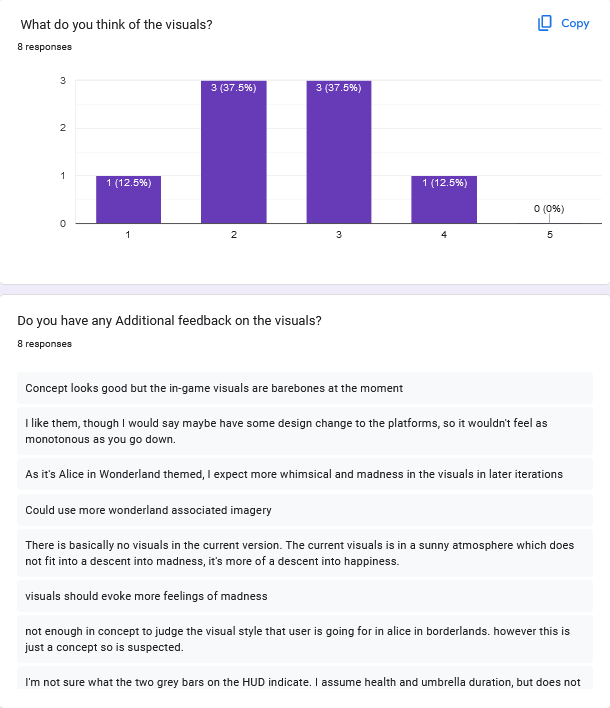 What do you think of the visuals?
Copy
8 responses
3
2
1
0
1 (12.5%)
3 (37.5%)
3 (37.5%)
1 (12.5%)
0 (0%)
1
2
3
4
5
Do you have any Additional feedback on the visuals?
8 responses
Concept looks good but the in-game visuals are barebones at the moment
I like them, though I would say maybe have some design change to the platforms, so it wouldn't feel as
monotonous as you go down.
As it's Alice in Wonderland themed, I expect more whimsical and madness in the visuals in later iterations
Could use more wonderland associated imagery
There is basically no visuals in the current version. The current visuals is in a sunny atmosphere which does
not fit into a descent into madness, it's more of a descent into happiness.
visuals should evoke more feelings of madness
not enough in concept to judge the visual style that user is going for in alice in borderlands. however this is
just a concept so is suspected.
I'm not sure what the two grey bars on the HUD indicate. I assume health and umbrella duration, but does not